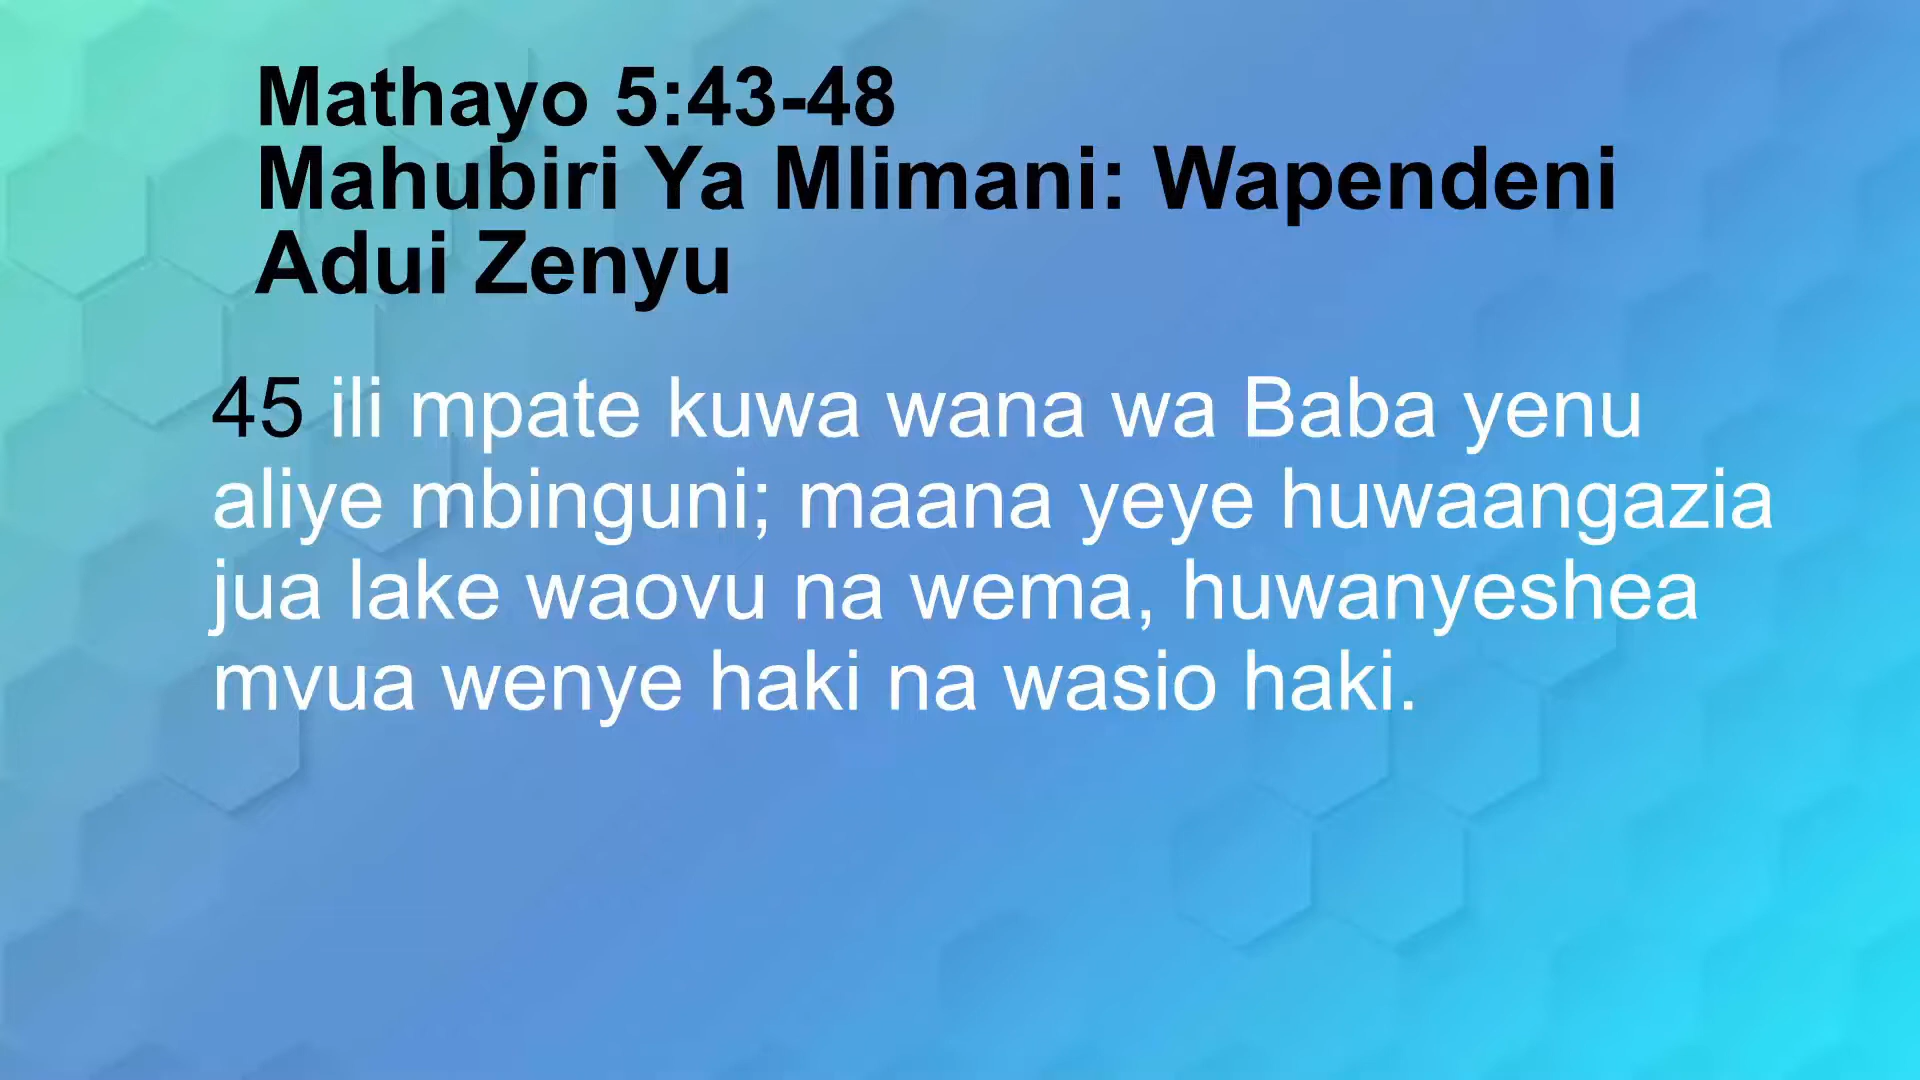 Mathayo 5:43-48
Mahubiri Ya Mlimani: Wapendeni
Adui Zenyu
45 ili mpate kuwa wana wa Baba yenu
aliye mbinguni; maana yeye huwaangazia
jua lake waovu na wema, huwanyeshea
mvua wenye haki na wasio haki.